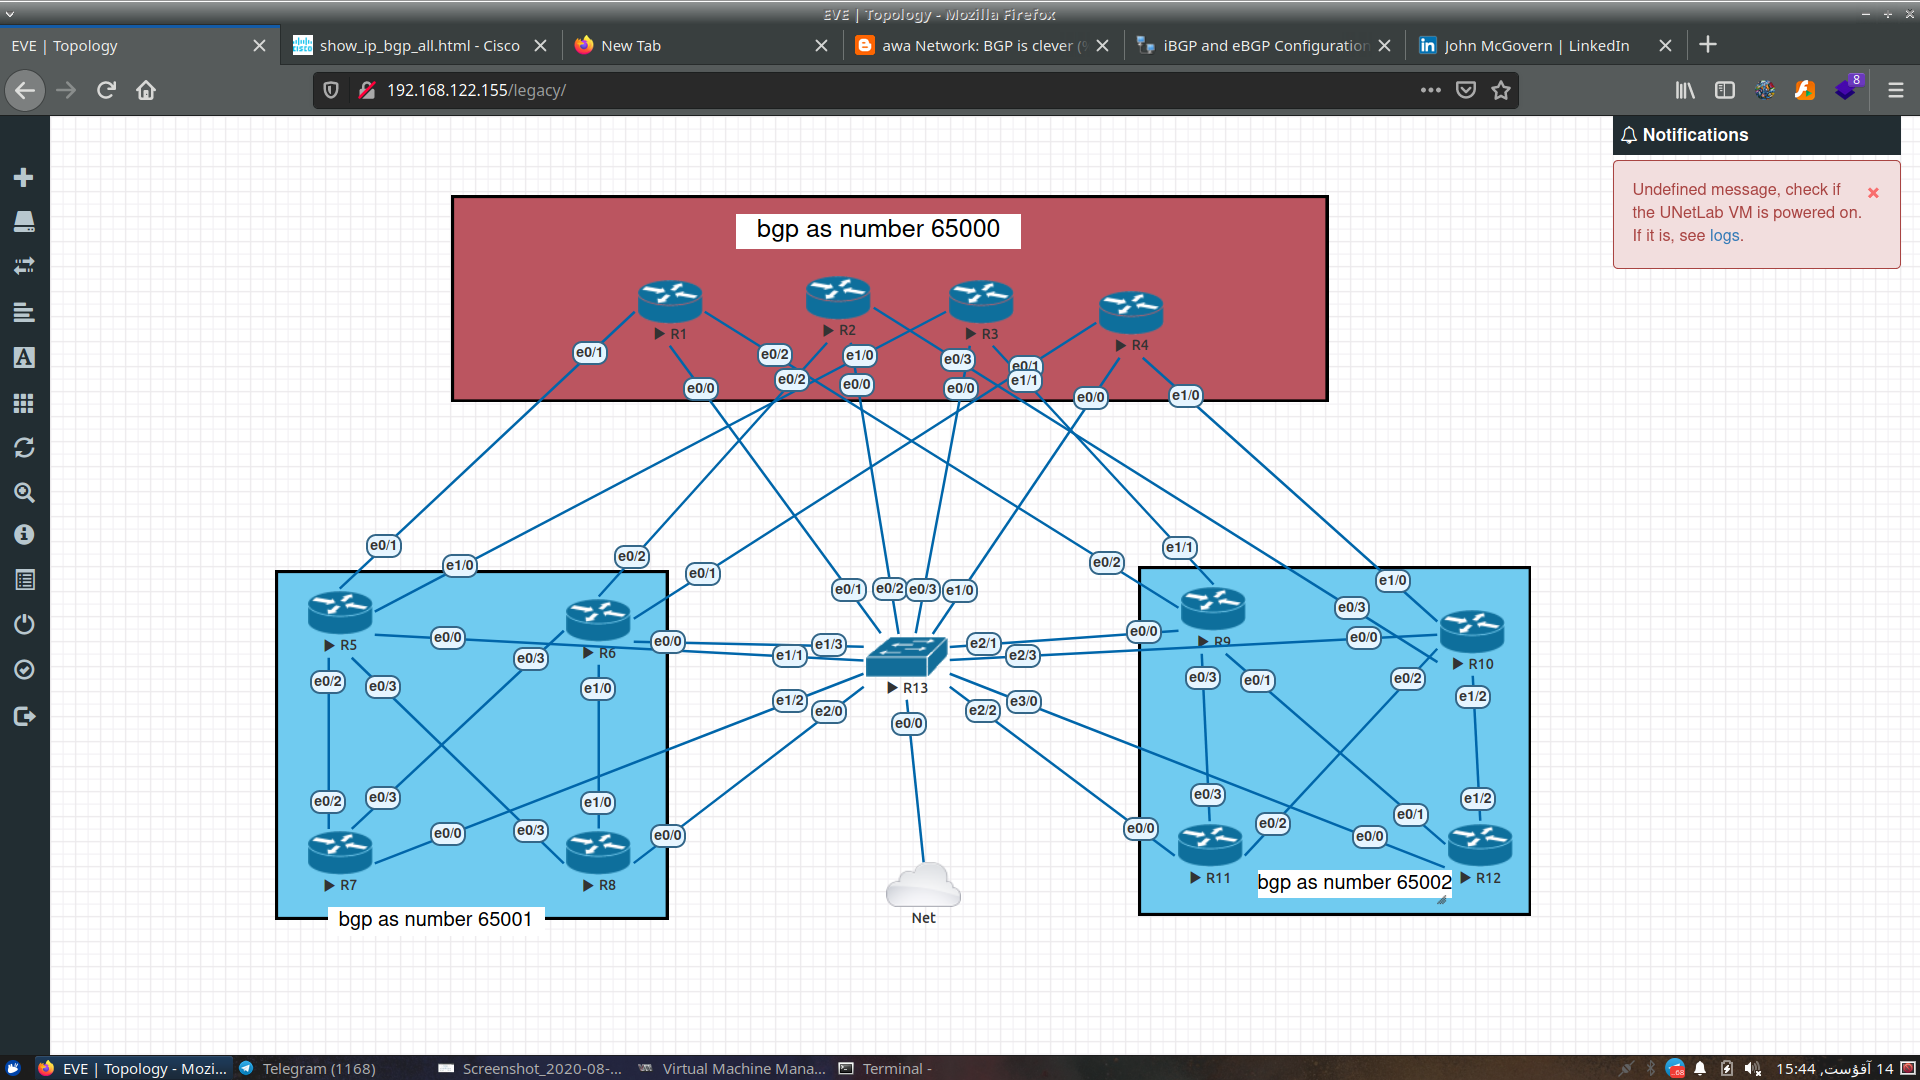 EVE | Topology - Mozilla Firefox
EVE | Topology
show_ip_bgp_all.html - Cisco
New Tab
awa Network: BGP is clever (
iBGP and eBGP Configuration
John McGovern | LinkedIn
192.168.122.155/legacy/
8
Notifications
Undefined message, check if
the UNetLab VM is powered on.
If it is, see logs.
bgp as number 65000
R1
R2
R3
R4
e0/1
e0/2
e1/0
e0/3
e0/1
e0/0
e0/2
e0/0
e0/0
e1/1
e0/0
e1/0
e0/1
e1/0
e0/2
e0/1
e0/1
e0/2
e0/3
e1/0
e0/2
e1/1
e1/0
e0/3
R5
e0/0
R6
e0/0
e1/3
e1/1
e2/1
e2/3
e0/0
R9
e0/0
R10
e0/2
e0/3
e0/3
e1/0
R13
e1/2
e2/0
e0/0
e2/2
e3/0
e0/3
e0/1
e0/2
e1/2
e0/2
e0/3
e0/0
e0/3
e1/0
e0/0
e0/0
e0/3
e0/2
e0/0
e0/1
e1/2
R7
R8
R11
R12
bgp as number 65002
bgp as number 65001
Net
EVE | Topology - Mozi...
Telegram (1168)
Screenshot_2020-08-...
Virtual Machine Mana...
Terminal -
15:44 ,آقۇست 14